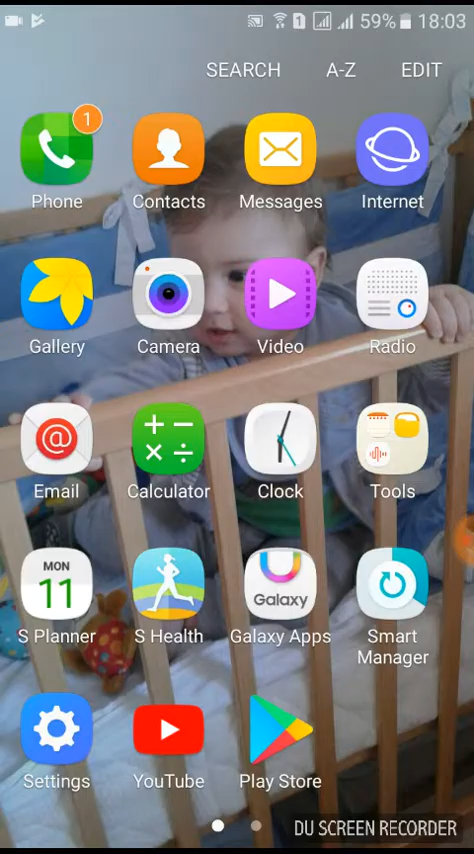 1 59% 18:03
SEARCH A-Z EDIT
1
Phone Contacts Messages Internet
Gallery Camera Video Radio
@
Email Calculator Clock Tools
MON
11
Galaxy
S Planner S Health Galaxy Apps Smart
Manager
Settings YouTube Play Store
DU SCREEN RECORDER